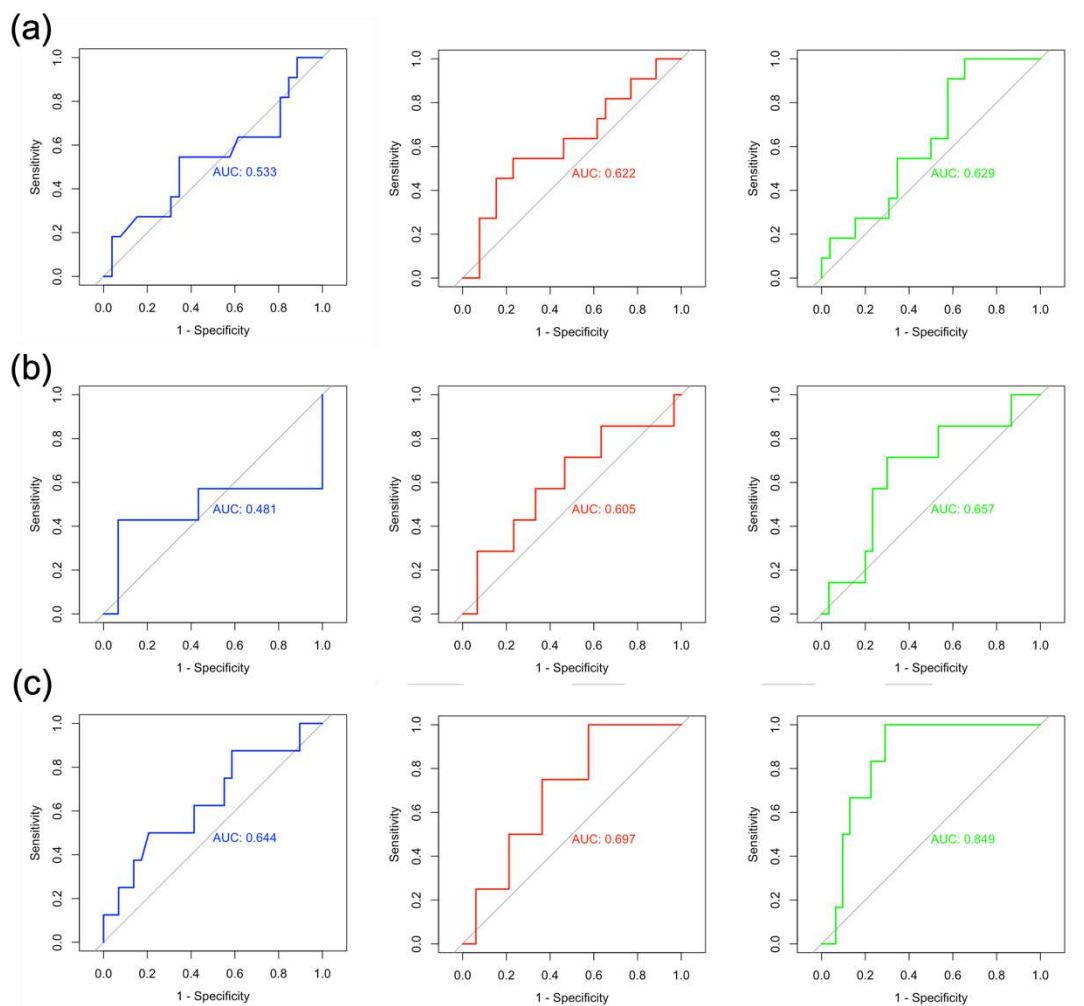 (a)
Sensitivity
0.0 0.2 0.4 0.6 0.8 1.0
AUC: 0.533
0.0 0.2 0.4 0.6 0.8 1.0
1 - Specificity
Sensitivity
0.0 0.2 0.4 0.6 0.8 1.0
AUC: 0.622
0.0 0.2 0.4 0.6 0.8 1.0
1 - Specificity
Sensitivity
0.0 0.2 0.4 0.6 0.8 1.0
AUC: 0.629
0.0 0.2 0.4 0.6 0.8 1.0
1 - Specificity
(b)
Sensitivity
0.0 0.2 0.4 0.6 0.8 1.0
AUC: 0.481
0.0 0.2 0.4 0.6 0.8 1.0
1 - Specificity
Sensitivity
0.0 0.2 0.4 0.6 0.8 1.0
AUC: 0.605
0.0 0.2 0.4 0.6 0.8 1.0
1 - Specificity
Sensitivity
0.0 0.2 0.4 0.6 0.8 1.0
AUC: 0.657
0.0 0.2 0.4 0.6 0.8 1.0
1 - Specificity
(c)
Sensitivity
0.0 0.2 0.4 0.6 0.8 1.0
AUC: 0.644
0.0 0.2 0.4 0.6 0.8 1.0
1 - Specificity
Sensitivity
0.0 0.2 0.4 0.6 0.8 1.0
AUC: 0.697
0.0 0.2 0.4 0.6 0.8 1.0
1 - Specificity
Sensitivity
0.0 0.2 0.4 0.6 0.8 1.0
AUC: 0.849
0.0 0.2 0.4 0.6 0.8 1.0
1 - Specificity